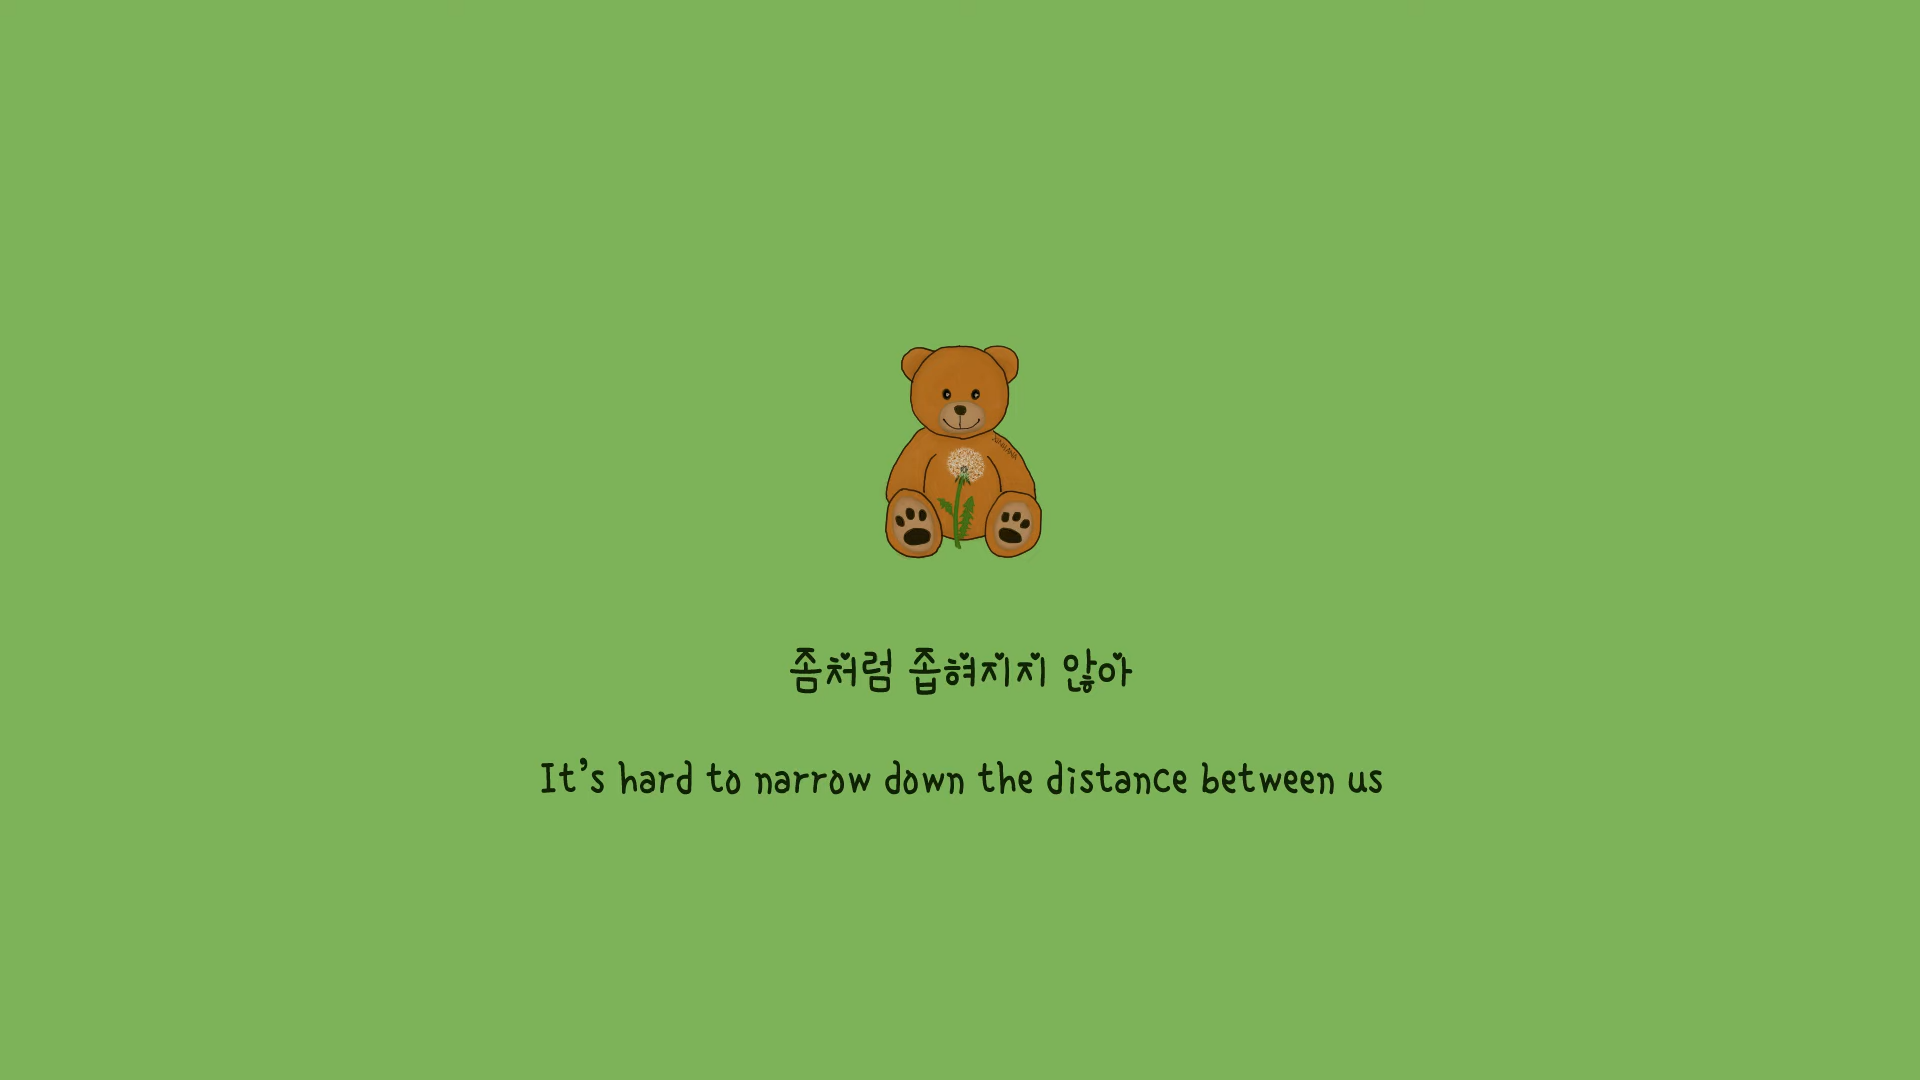 좀처럼 좁혀지지 않아
It's hard to narrow down the distance between us